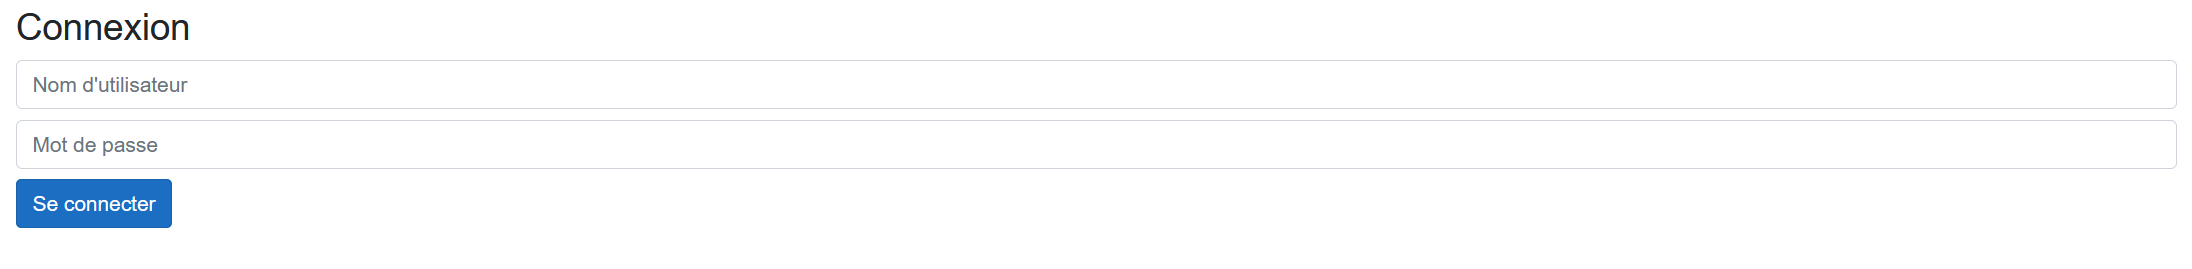 Connexion
Nom d'utilisateur
Mot de passe
Se connecter